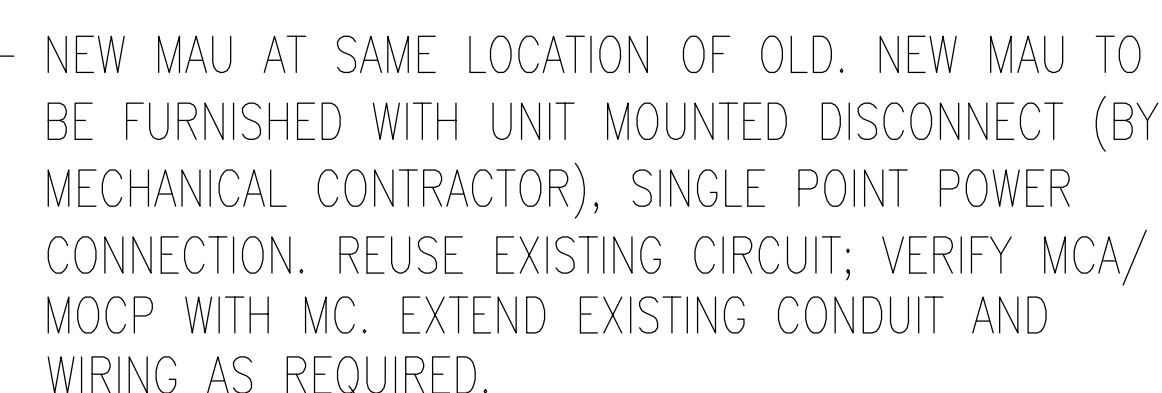 NEW MAU AT SAME LOCATION OF OLD. NEW MAU TO
BE FURNISHED WITH UNIT MOUNTED DISCONNECT (BY
MECHANICAL CONTRACTOR), SINGLE POINT POWER
CONNECTION. REUSE EXISTING CIRCUIT; VERIFY MCA/
MOCP WITH MC. EXTEND EXISTING CONDUIT AND
WIRING AS REQUIRED.